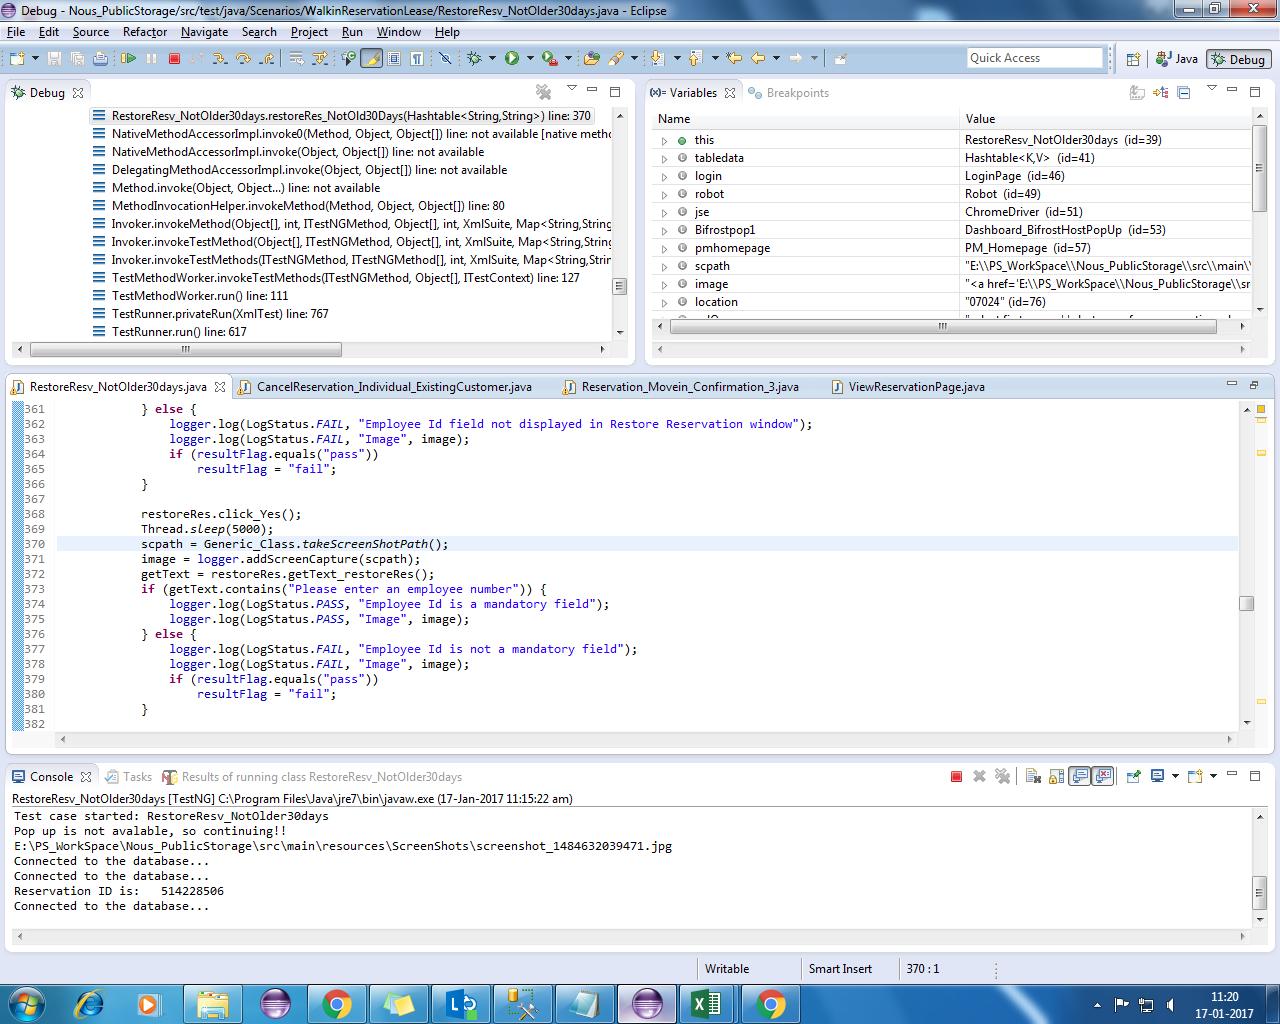 Debug - Nous_PublicStorage/src/test/java/Scenarios/WalkinReservationLease/RestoreResv_NotOlder30days.java - Eclipse
File Edit Source Refactor Navigate Search Project Run Window Help
Quick Access Java Debug
Debug
RestoreResv_NotOlder30days.restoreRes_NotOld30Days(Hashtable<String,String>) line: 370
NativeMethodAccessorImpl.invoke0(Method, Object, Object[]) line: not available [native metho
NativeMethodAccessorImpl.invoke(Object, Object[]) line: not available
DelegatingMethodAccessorImpl.invoke(Object, Object[]) line: not available
Method.invoke(Object, Object...) line: not available
MethodInvocationHelper.invokeMethod(Method, Object, Object[]) line: 80
Invoker.invokeMethod(Object[], int, ITestNGMethod, Object[], int, XmlSuite, Map<String,String
Invoker.invokeTestMethod(Object[], int, ITestNGMethod, Object[], int, XmlSuite, Map<String,Strin
Invoker.invokeTestMethods(ITestNGMethod, ITestNGMethod[], int, XmlSuite, Map<String,Strin
TestMethodWorker.invokeTestMethods(ITestNGMethod, Object[], ITestContext) line: 127
TestMethodWorker.run() line: 111
TestRunner.privateRun(XmlTest) line: 767
TestRunner.run() line: 617
Variables Breakpoints
Name Value
this RestoreResv_NotOlder30days (id=39)
tabledata Hashtable<K,V> (id=41)
login LoginPage (id=46)
robot Robot (id=49)
jse ChromeDriver (id=51)
Bifrostpop1 Dashboard_BifrostHostPopUp (id=53)
pmhomepage PM_Homepage (id=57)
scpath "E:\\PS_WorkSpace\\Nous_PublicStorage\\src\\main\\
image "<a href='E:\\PS_WorkSpace\\Nous_PublicStorage\\sr
location "07024" (id=76)
RestoreResv_NotOlder30days.java CancelReservation_Individual_ExistingCustomer.java Reservation_Movein_Confirmation_3.java ViewReservationPage.java
361 } else {
362 logger.log(LogStatus.FAIL, "Employee Id field not displayed in Restore Reservation window");
363 logger.log(LogStatus.FAIL, "Image", image);
364 if (resultFlag.equals("pass"))
365 resultFlag = "fail";
366 }
367
368 restoreRes.click_Yes();
369 Thread.sleep(5000);
370 scpath = Generic_Class.takeScreenShotPath();
371 image = logger.addScreenCapture(scpath);
372 getText = restoreRes.getText_restoreRes();
373 if (getText.contains("Please enter an employee number")) {
374 logger.log(LogStatus.PASS, "Employee Id is a mandatory field");
375 logger.log(LogStatus.PASS, "Image", image);
376 } else {
377 logger.log(LogStatus.FAIL, "Employee Id is not a mandatory field");
378 logger.log(LogStatus.FAIL, "Image", image);
379 if (resultFlag.equals("pass"))
380 resultFlag = "fail";
381 }
382
Console Tasks Results of running class RestoreResv_NotOlder30days
RestoreResv_NotOlder30days [TestNG] C:\Program Files\Java\jre7\bin\javaw.exe (17-Jan-2017 11:15:22 am)
Test case started: RestoreResv_NotOlder30days
Pop up is not avalable, so continuing!!
E:\PS_WorkSpace\Nous_PublicStorage\src\main\resources\ScreenShots\screenshot_1484632039471.jpg
Connected to the database...
Connected to the database...
Reservation ID is: 514228506
Connected to the database...
Writable Smart Insert 370 : 1
11:20
17-01-2017